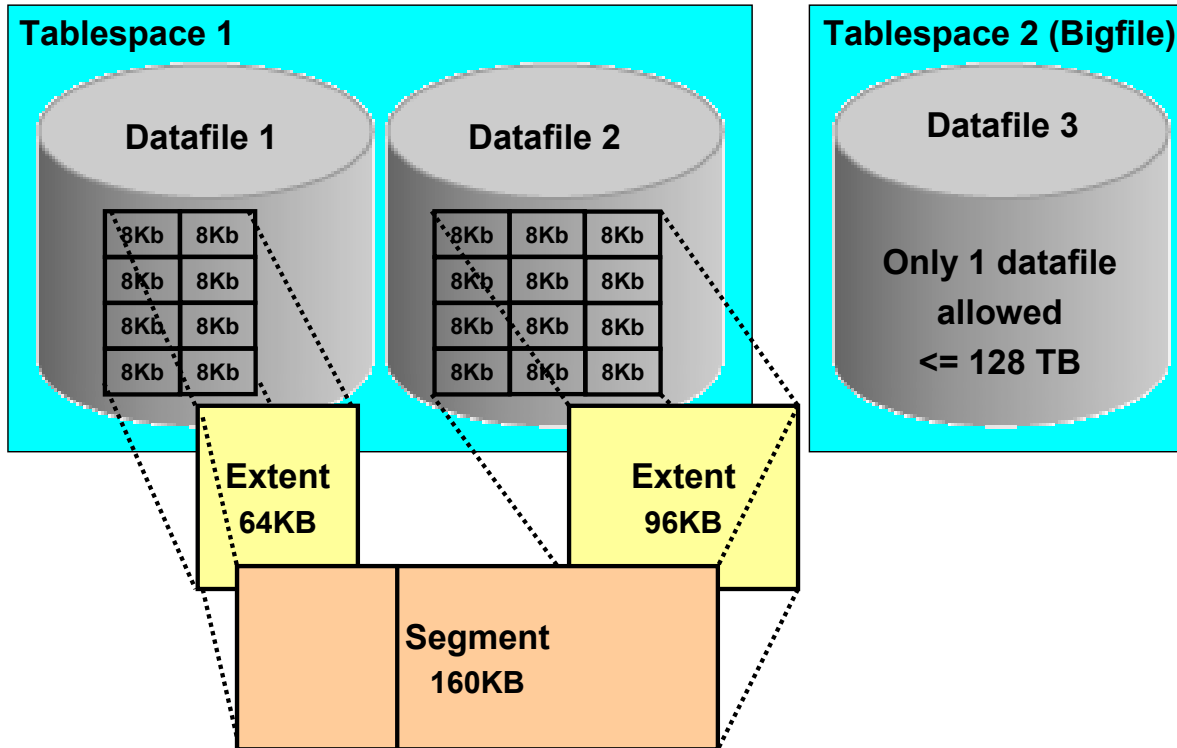 Tablespace 1
Tablespace 2 (Bigfile)
Datafile 1
Datafile 2
Datafile 3
8Kb 8Kb
8Kb 8Kb
8Kb 8Kb
8Kb 8Kb
8Kb 8Kb 8Kb
8Kb 8Kb 8Kb
8Kb 8Kb 8Kb
8Kb 8Kb 8Kb
Only 1 datafile
allowed
<= 128 TB
Extent
64KB
Extent
96KB
Segment
160KB